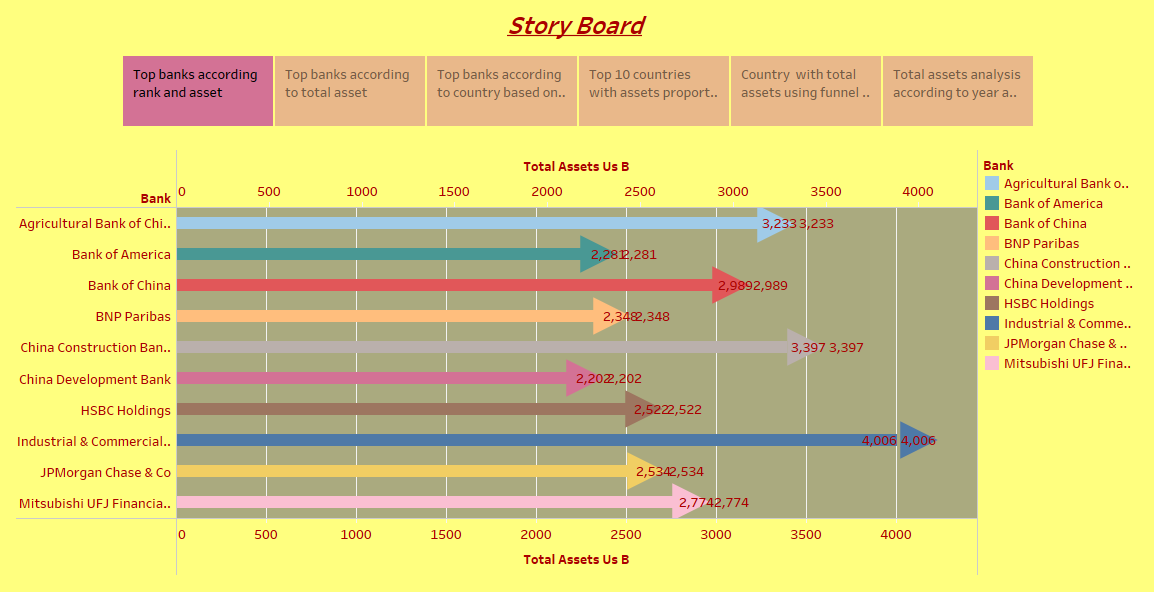 Story Board
Top banks according
rank and asset
Top banks according
to total asset
Top banks according
to country based on..
Top 10 countries
with assets proport..
Country with total
assets using funnel ..
Total assets analysis
according to year a..
Total Assets Us B
0 500 1000 1500 2000 2500 3000 3500 4000
Bank
Agricultural Bank of Chi.. 3,233 3,233
Bank of America 2,281 2,281
Bank of China 2,989 2,989
BNP Paribas 2,348 2,348
China Construction Ban.. 3,397 3,397
China Development Bank 2,202 2,202
HSBC Holdings 2,522 2,522
Industrial & Commercial.. 4,006 4,006
JPMorgan Chase & Co 2,534 2,534
Mitsubishi UFJ Financia.. 2,774 2,774
0 500 1000 1500 2000 2500 3000 3500 4000
Total Assets Us B
Bank
Agricultural Bank o..
Bank of America
Bank of China
BNP Paribas
China Construction ..
China Development ..
HSBC Holdings
Industrial & Comme..
JPMorgan Chase & ..
Mitsubishi UFJ Fina..